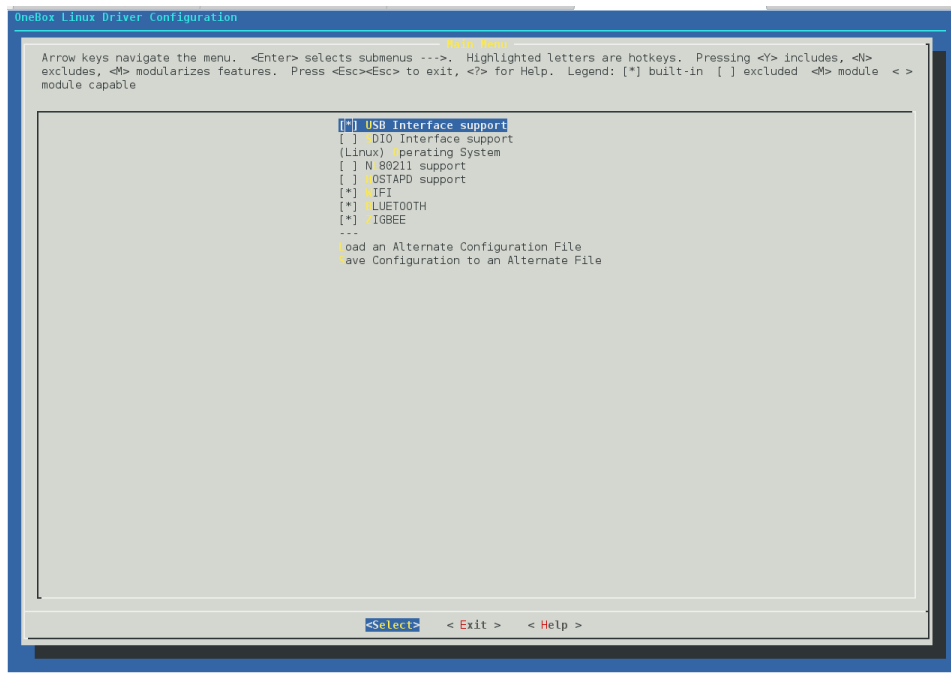 OneBox Linux Driver Configuration
Main Menu
Arrow keys navigate the menu.  <Enter> selects submenus --->.  Highlighted letters are hotkeys.  Pressing <Y> includes, <N>
excludes, <M> modularizes features.  Press <Esc><Esc> to exit, <?> for Help.  Legend: [*] built-in  [ ] excluded  <M> module  < >
module capable
[*] USB Interface support
[ ] SDIO Interface support
(Linux) Operating System
[ ] NL80211 support
[ ] HOSTAPD support
[*] WIFI
[*] BLUETOOTH
[*] ZIGBEE
---
Load an Alternate Configuration File
Save Configuration to an Alternate File
<Select>    < Exit >    < Help >